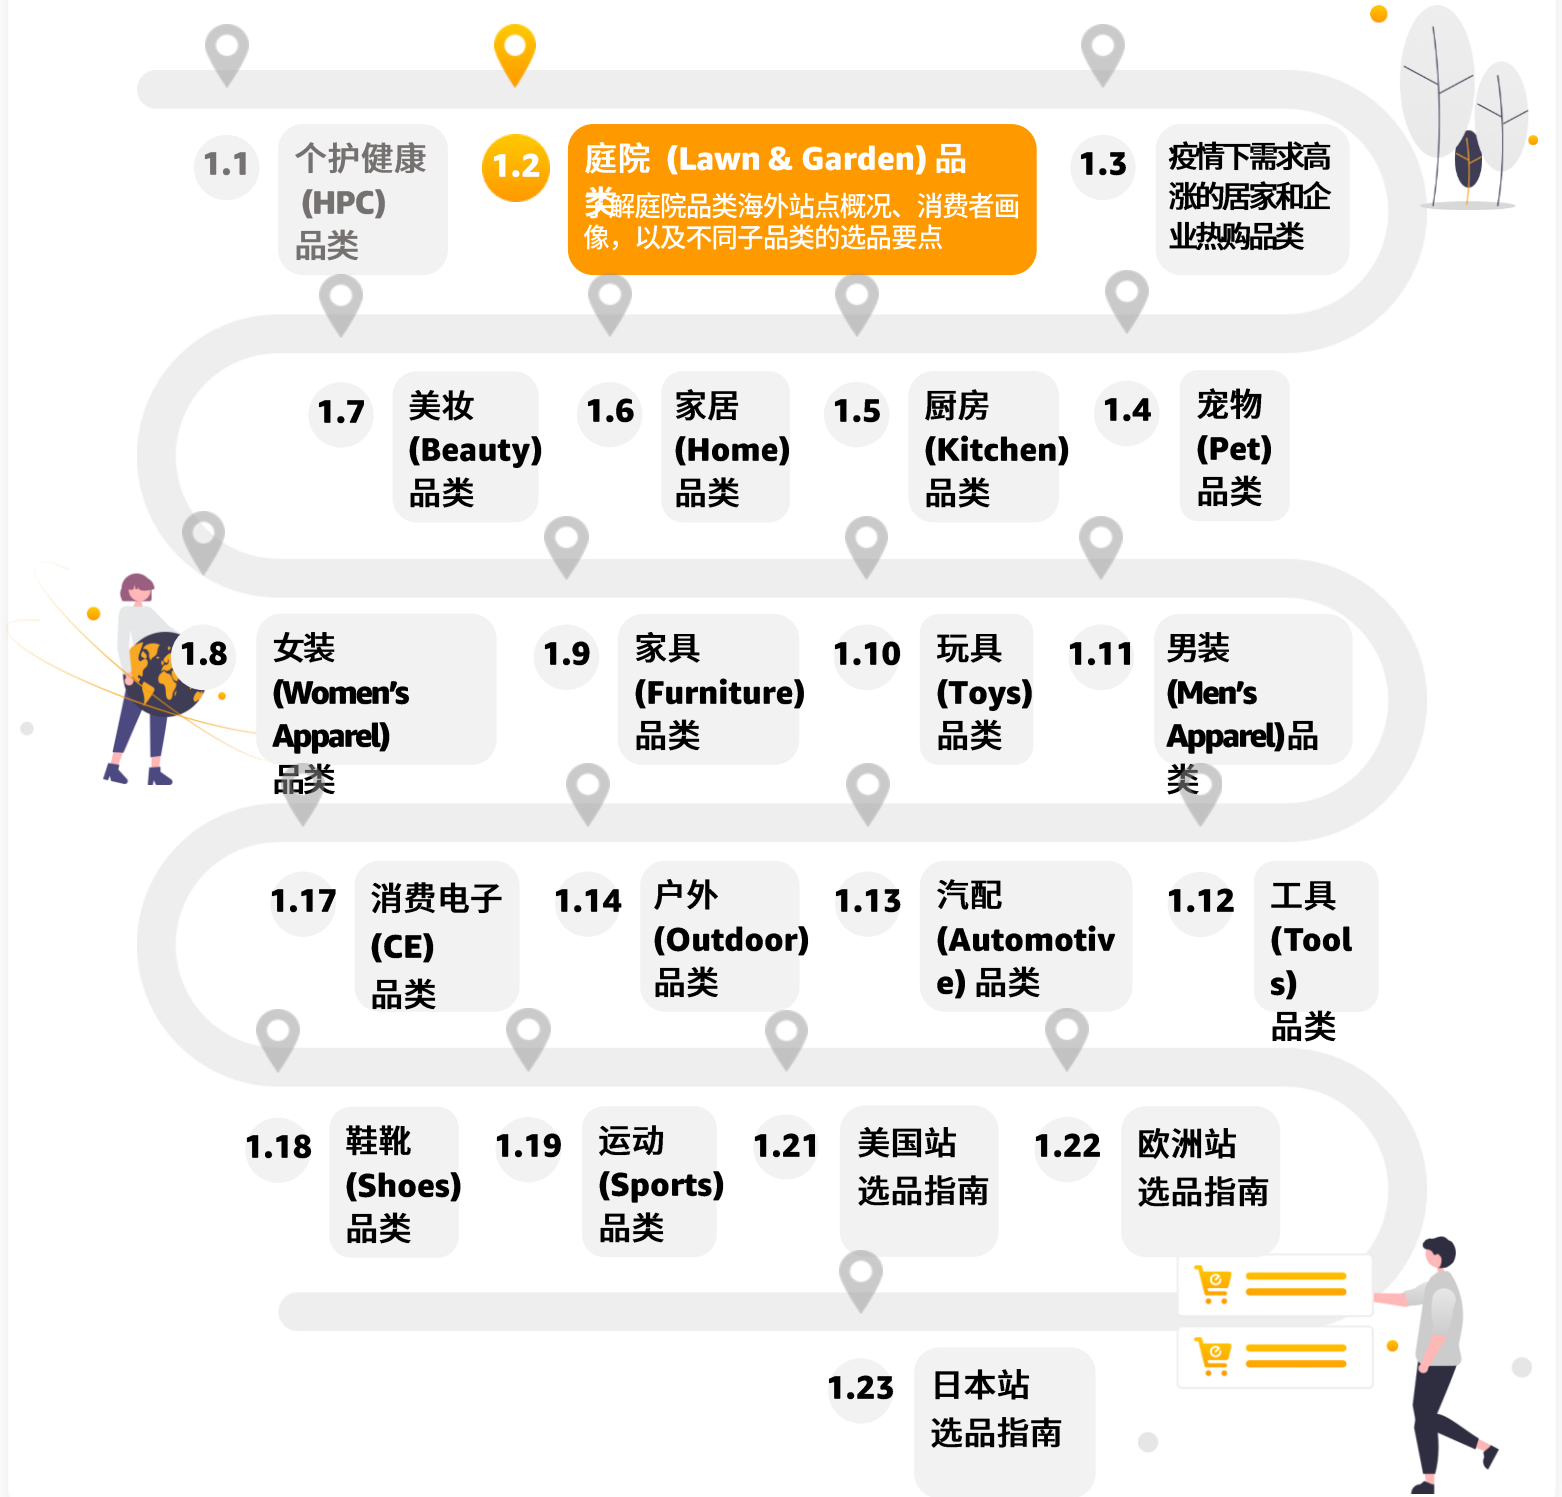 1.1
个护健康
(HPC)
品类
1.2
庭院 (Lawn & Garden) 品
类
了解庭院品类海外站点概况、消费者画
像，以及不同子品类的选品要点
1.3
疫情下需求高
涨的居家和企
业热购品类
1.7
美妆
(Beauty)
品类
1.6
家居
(Home)
品类
1.5
厨房
(Kitchen)
品类
1.4
宠物
(Pet)
品类
1.8
女装
(Women’s
Apparel)
品类
1.9
家具
(Furniture)
品类
1.10
玩具
(Toys)
品类
1.11
男装
(Men’s
Apparel)品
类
1.17
消费电子
(CE)
品类
1.14
户外
(Outdoor)
品类
1.13
汽配
(Automotiv
e) 品类
1.12
工具
(Tool
s)
品类
1.18
鞋靴
(Shoes)
品类
1.19
运动
(Sports)
品类
1.21
美国站
选品指南
1.22
欧洲站
选品指南
1.23
日本站
选品指南